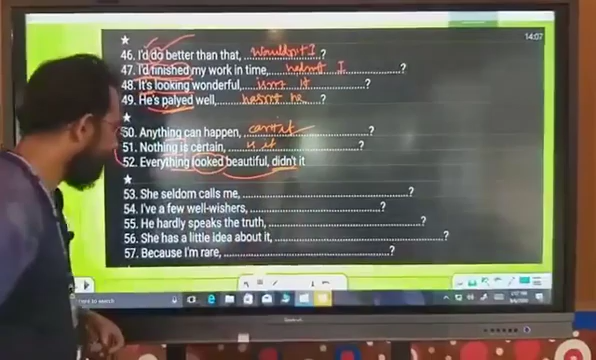 14:07
★
46. I'd do better than that, wouldn't I ?
47. I'd finished my work in time, hadn't I ?
48. It's looking wonderful, isn't it ?
49. He's palyed well, hasn't he ?
★
50. Anything can happen, can't it ?
51. Nothing is certain, is it ?
52. Everything looked beautiful, didn't it
★
53. She seldom calls me, ?
54. I've a few well-wishers, ?
55. He hardly speaks the truth, ?
56. She has a little idea about it, ?
57. Because I'm rare, ?